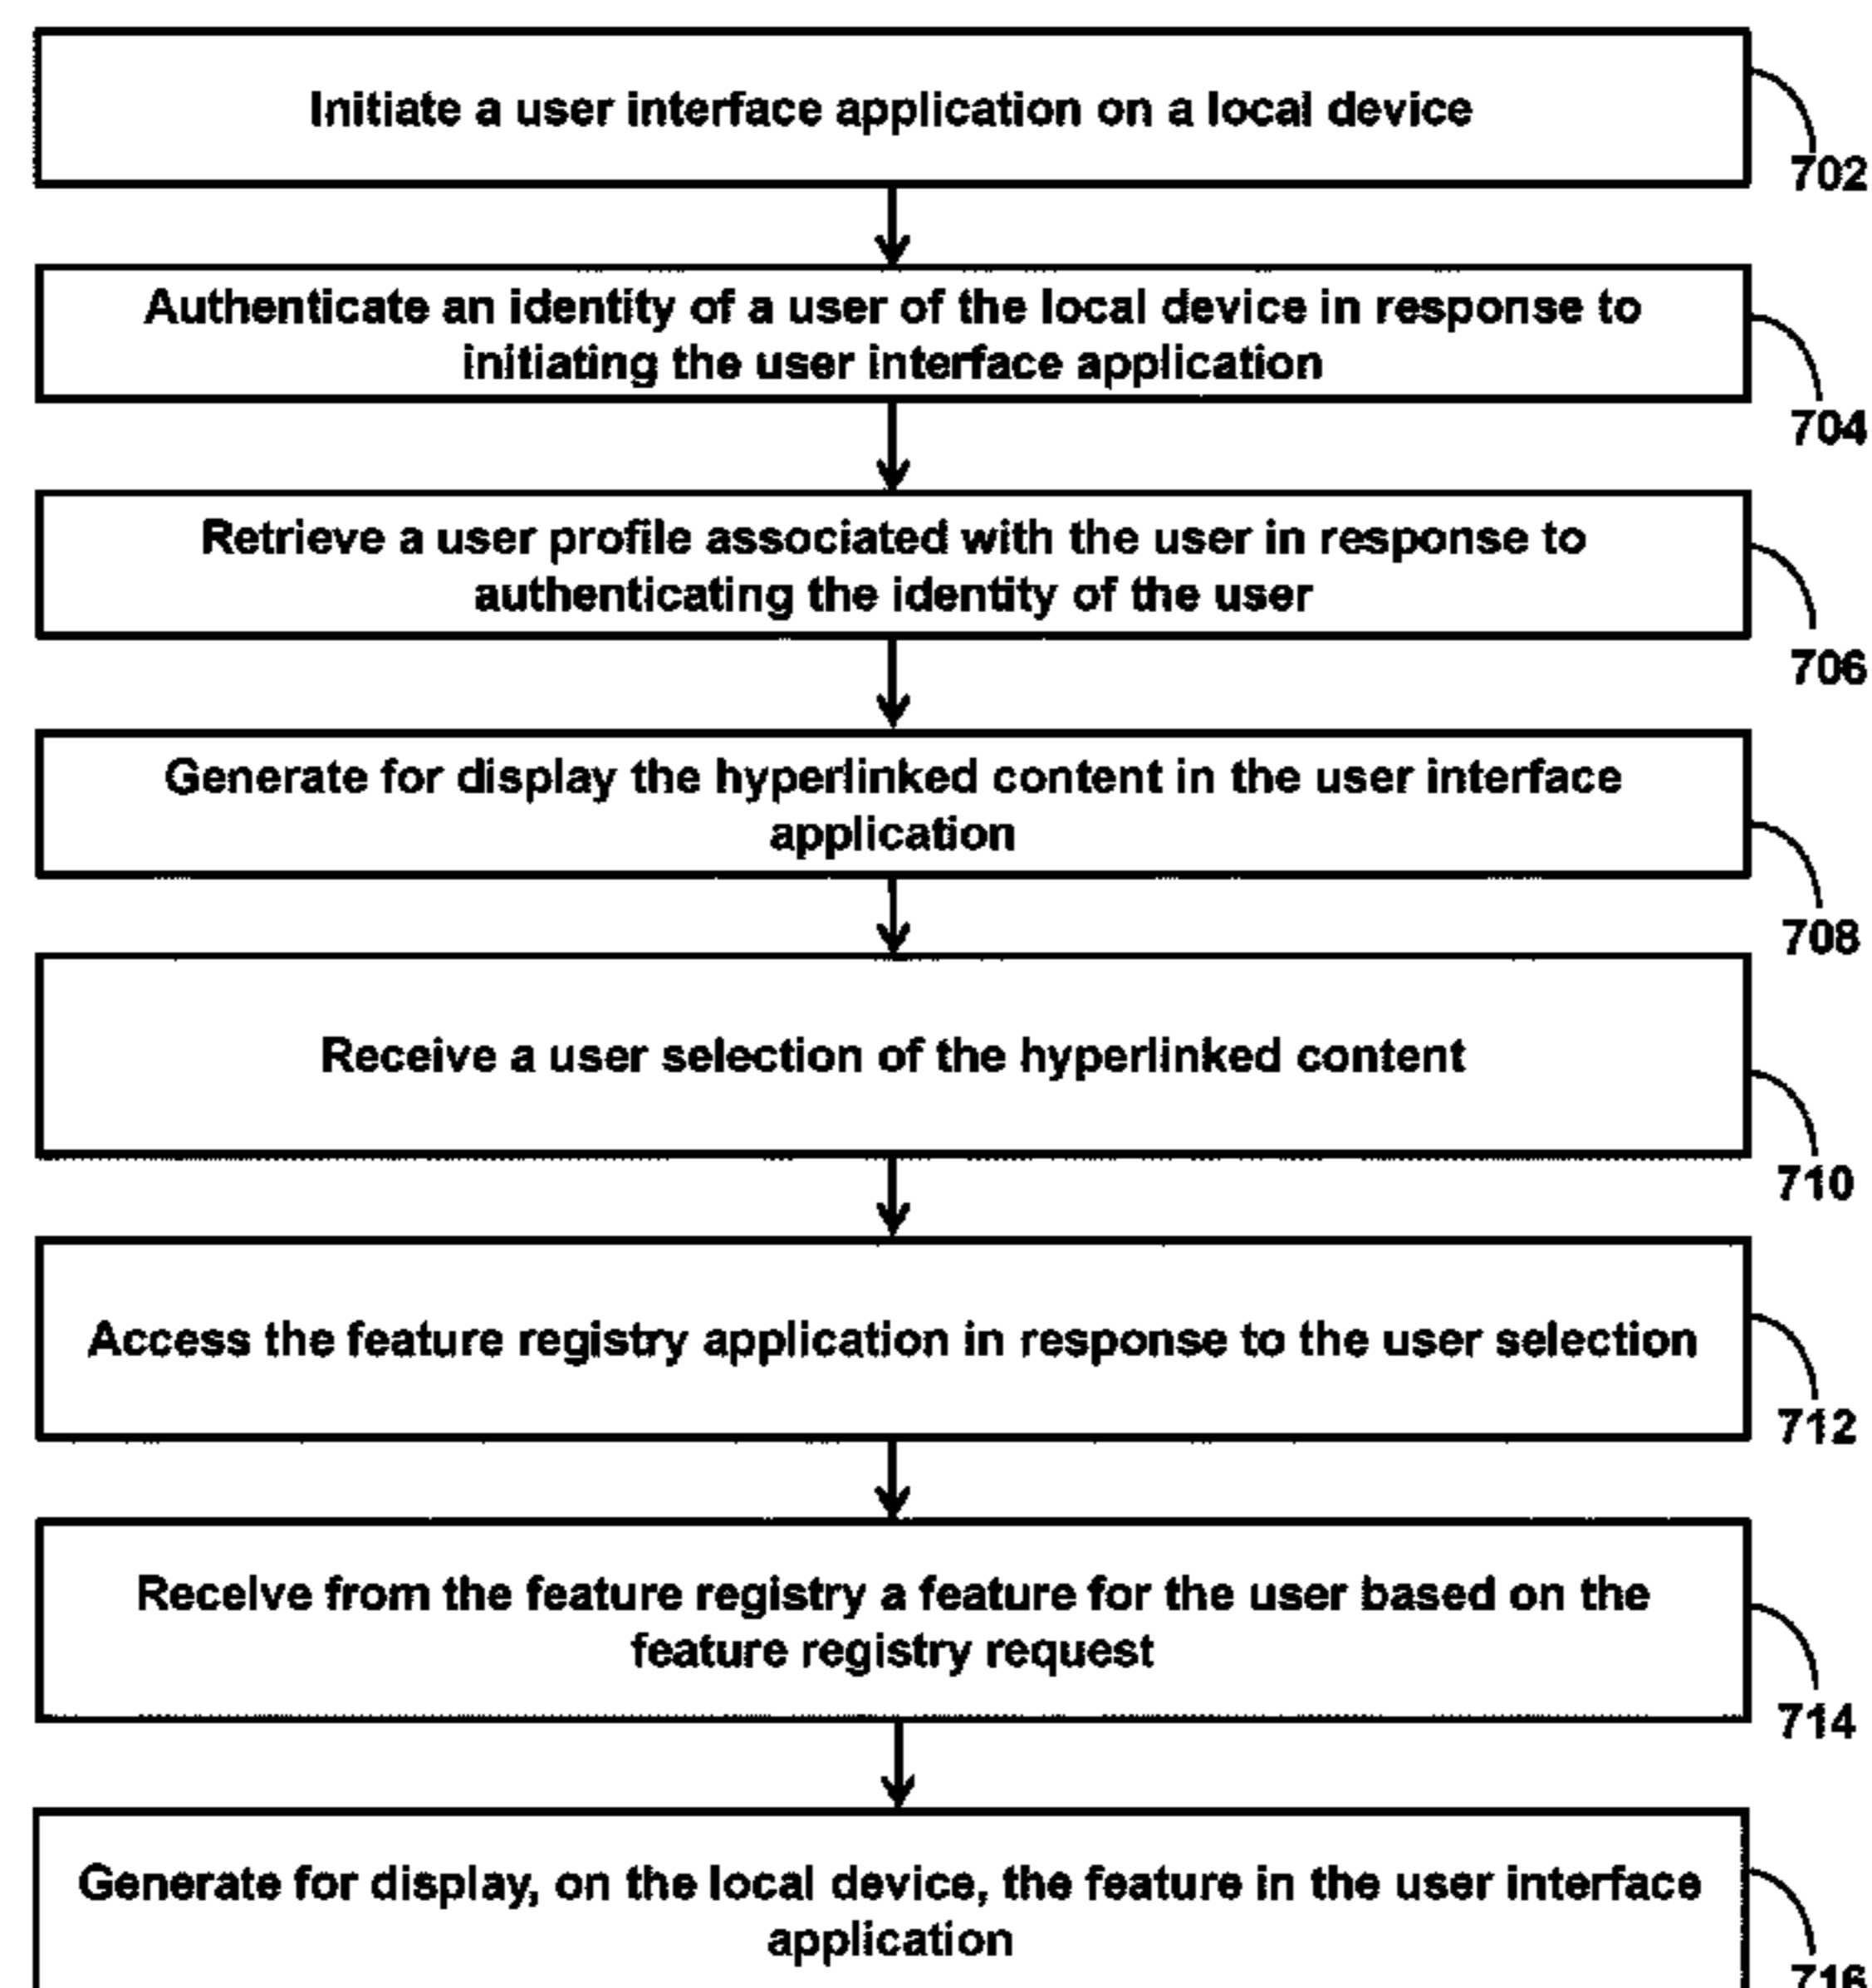 Initiate a user interface application on a local device
702
Authenticate an identity of a user of the local device in response to
initiating the user interface application
704
Retrieve a user profile associated with the user in response to
authenticating the identity of the user
706
Generate for display the hyperlinked content in the user interface
application
708
Receive a user selection of the hyperlinked content
710
Access the feature registry application in response to the user selection
712
Receive from the feature registry a feature for the user based on the
feature registry request
714
Generate for display, on the local device, the feature in the user interface
application
716